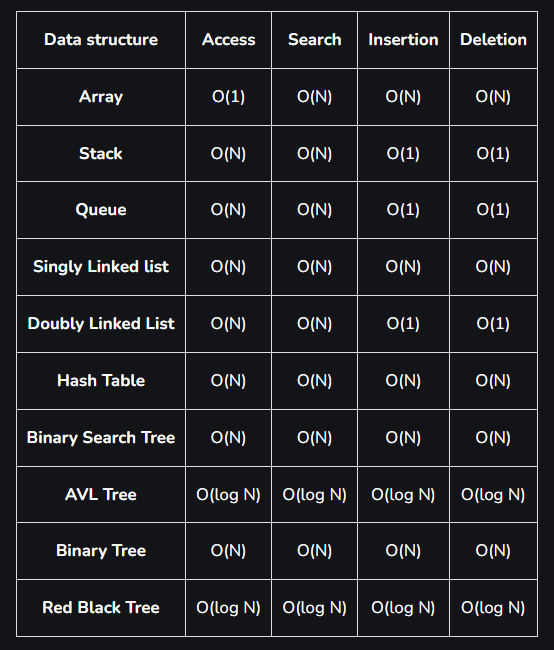 Data structure Access Search Insertion Deletion
Array O(1) O(N) O(N) O(N)
Stack O(N) O(N) O(1) O(1)
Queue O(N) O(N) O(1) O(1)
Singly Linked list O(N) O(N) O(N) O(N)
Doubly Linked List O(N) O(N) O(1) O(1)
Hash Table O(N) O(N) O(N) O(N)
Binary Search Tree O(N) O(N) O(N) O(N)
AVL Tree O(log N) O(log N) O(log N) O(log N)
Binary Tree O(N) O(N) O(N) O(N)
Red Black Tree O(log N) O(log N) O(log N) O(log N)